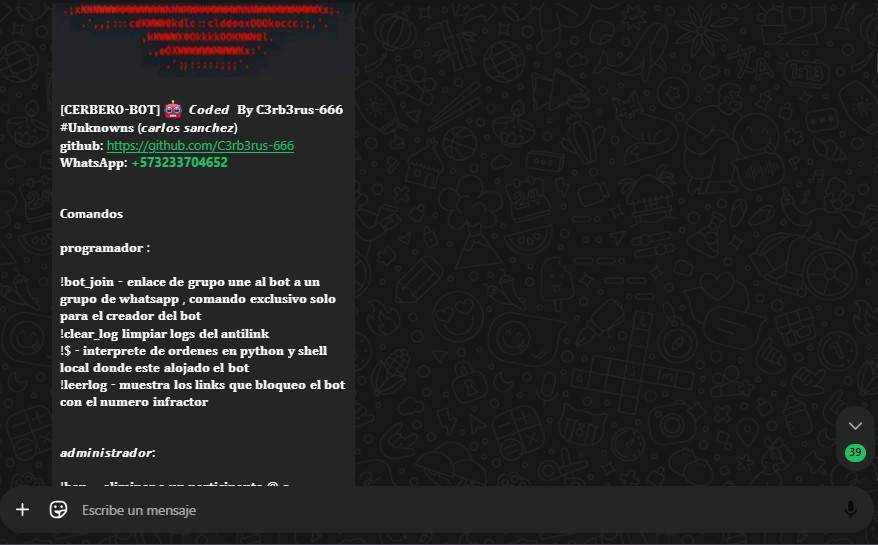 [CERBERO-BOT] 🤖 Coded By C3rb3rus-666
#Unknowns (carlos sanchez)
github: https://github.com/C3rb3rus-666
WhatsApp: +573233704652
Comandos
programador :
!bot_join - enlace de grupo une al bot a un
grupo de whatsapp , comando exclusivo solo
para el creador del bot
!clear_log limpiar logs del antilink
!$ - interprete de ordenes en python y shell
local donde este alojado el bot
!leerlog - muestra los links que bloqueo el bot
con el numero infractor
administrador:
39
Escribe un mensaje